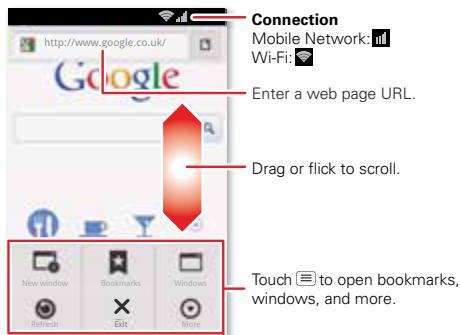 Connection
Mobile Network:
Wi-Fi:
http://www.google.co.uk/
Enter a web page URL.
Google
Drag or flick to scroll.
New window
Bookmarks
Windows
Refresh
Exit
More
Touch to open bookmarks,
windows, and more.